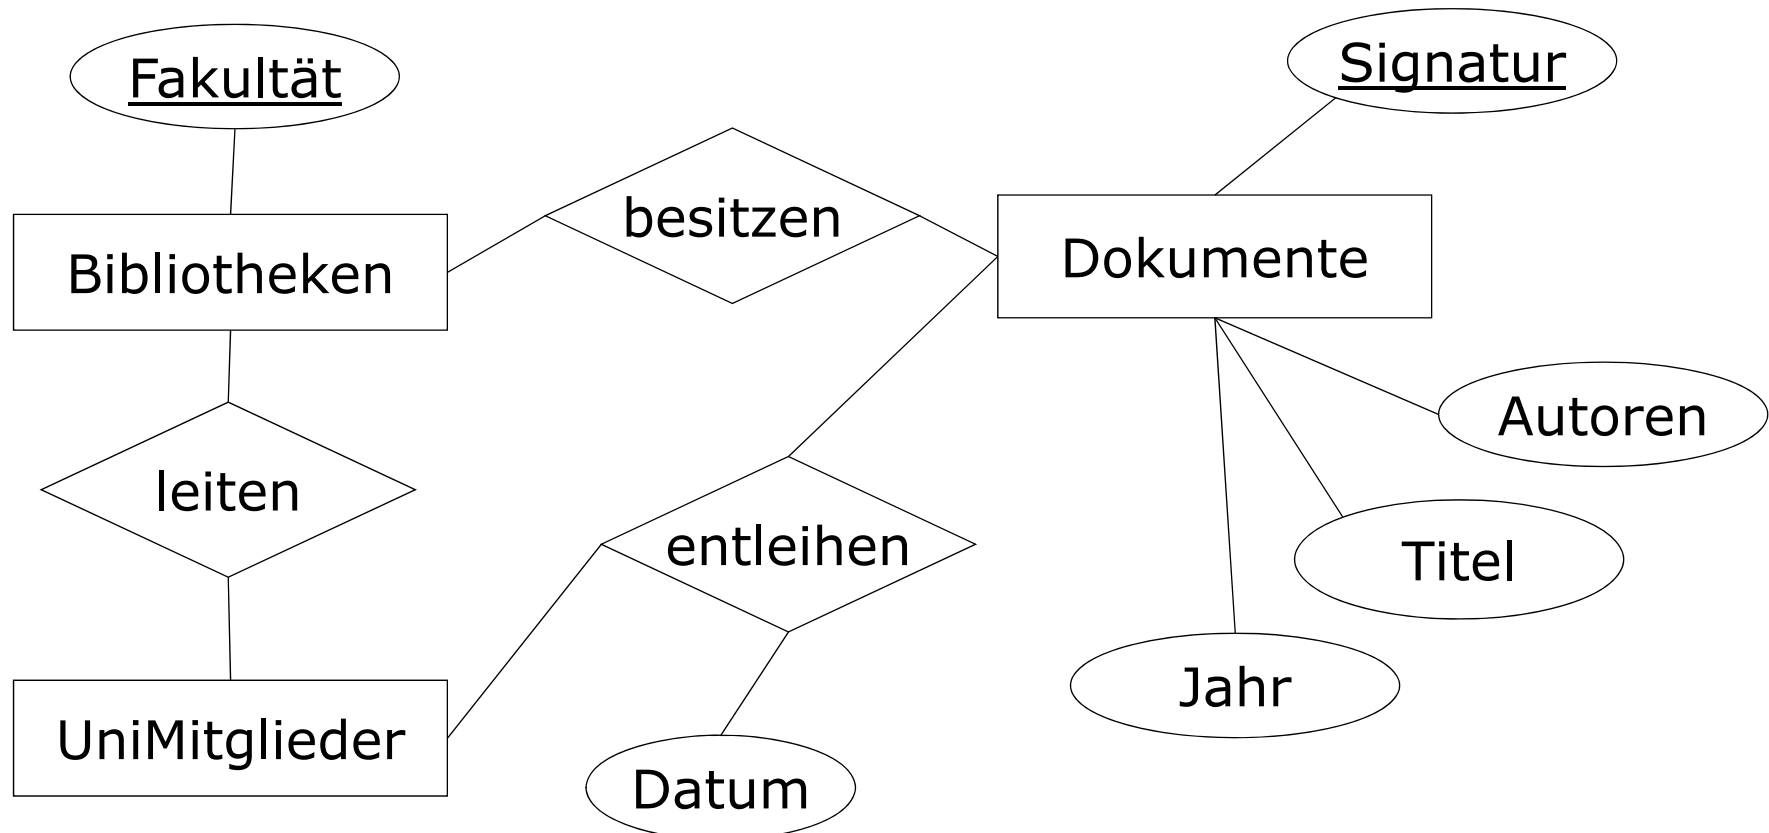 Fakultät
Signatur
besitzen
Bibliotheken
Dokumente
Autoren
leiten
entleihen
Titel
Jahr
UniMitglieder
Datum